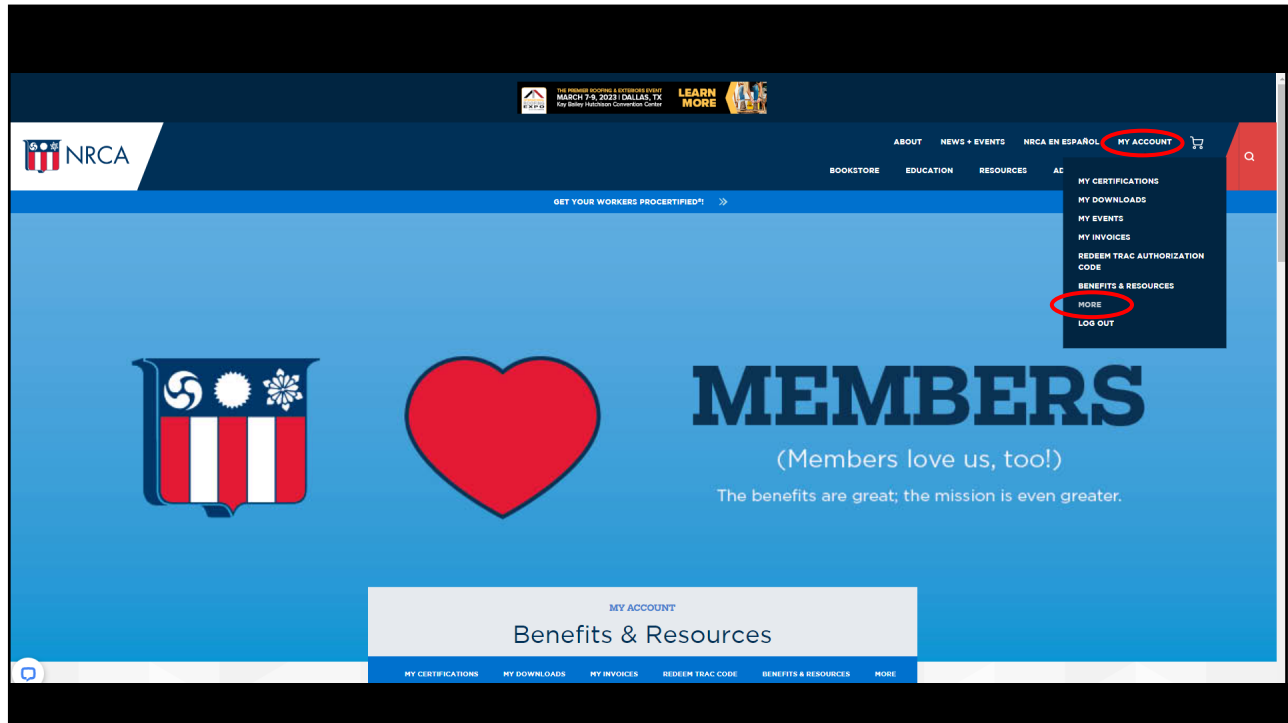 THE PREMIER ROOFING & EXTERIORS EVENT
MARCH 7-9, 2023 | DALLAS, TX
Kay Bailey Hutchison Convention Center
LEARN
MORE
EXPO
NRCA
ABOUT NEWS + EVENTS NRCA EN ESPAÑOL MY ACCOUNT
BOOKSTORE EDUCATION RESOURCES AD
MY CERTIFICATIONS
MY DOWNLOADS
MY EVENTS
MY INVOICES
REDEEM TRAC AUTHORIZATION
CODE
BENEFITS & RESOURCES
MORE
LOG OUT
GET YOUR WORKERS PROCERTIFIED®!
MEMBERS
(Members love us, too!)
The benefits are great; the mission is even greater.
MY ACCOUNT
Benefits & Resources
MY CERTIFICATIONS MY DOWNLOADS MY INVOICES REDEEM TRAC CODE BENEFITS & RESOURCES MORE